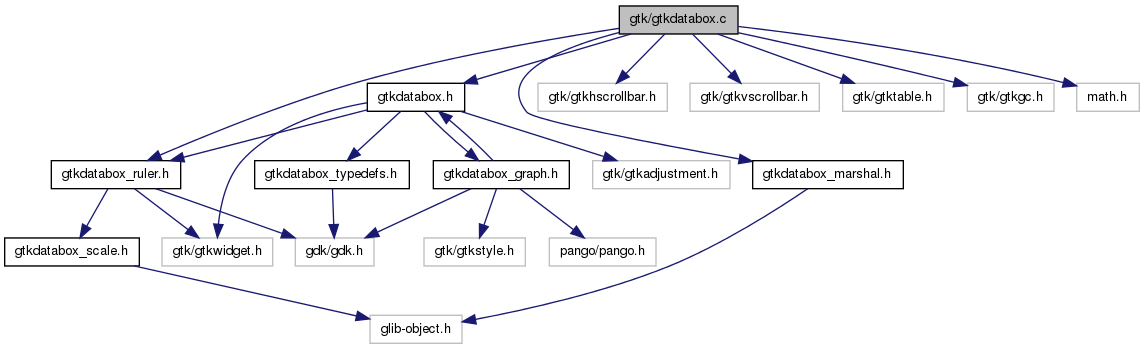 gtk/gtkdatabox.c
gtkdatabox.h
gtk/gtkhscrollbar.h
gtk/gtkvscrollbar.h
gtk/gtktable.h
gtk/gtkgc.h
math.h
gtkdatabox_ruler.h
gtkdatabox_typedefs.h
gtkdatabox_graph.h
gtk/gtkadjustment.h
gtkdatabox_marshal.h
gtkdatabox_scale.h
gtk/gtkwidget.h
gdk/gdk.h
gtk/gtkstyle.h
pango/pango.h
glib-object.h